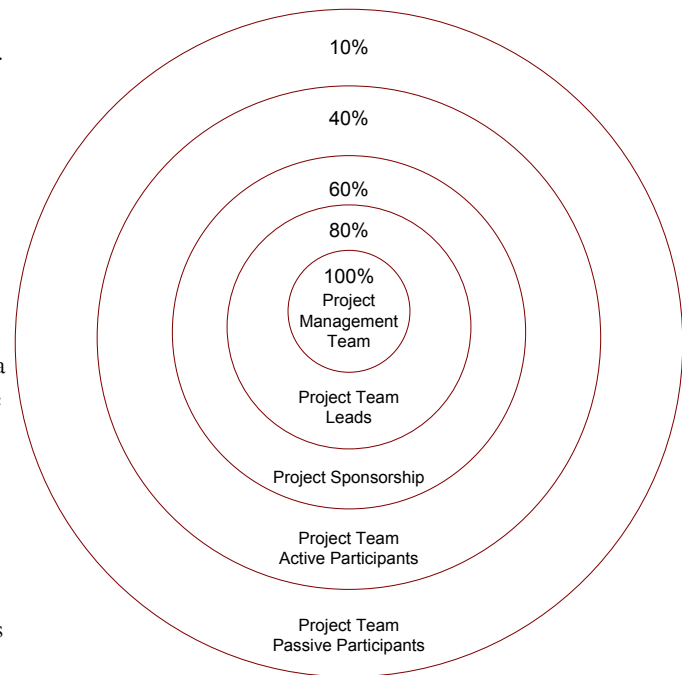 10%
40%
60%
80%
100%
Project
Management
Team
Project Team
Leads
Project Sponsorship
Project Team
Active Participants
Project Team
Passive Participants
.
a
s